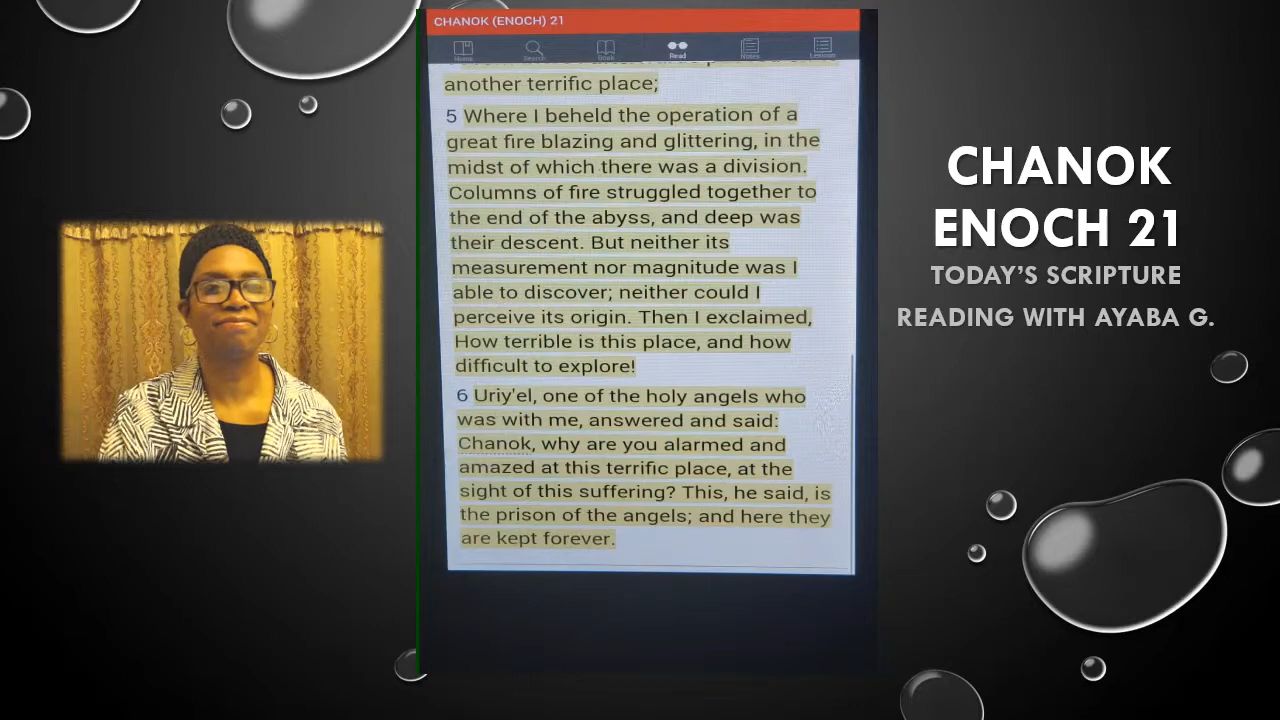 CHANOK (ENOCH) 21
Home
Search
Book
Read
Notes
Lexicons
another terrific place;
5 Where I beheld the operation of a
great fire blazing and glittering, in the
midst of which there was a division.
Columns of fire struggled together to
the end of the abyss, and deep was
their descent. But neither its
measurement nor magnitude was I
able to discover; neither could I
perceive its origin. Then I exclaimed,
How terrible is this place, and how
difficult to explore!
6 Uriy'el, one of the holy angels who
was with me, answered and said:
Chanok, why are you alarmed and
amazed at this terrific place, at the
sight of this suffering? This, he said, is
the prison of the angels; and here they
are kept forever.
CHANOK
ENOCH 21
TODAY'S SCRIPTURE
READING WITH AYABA G.